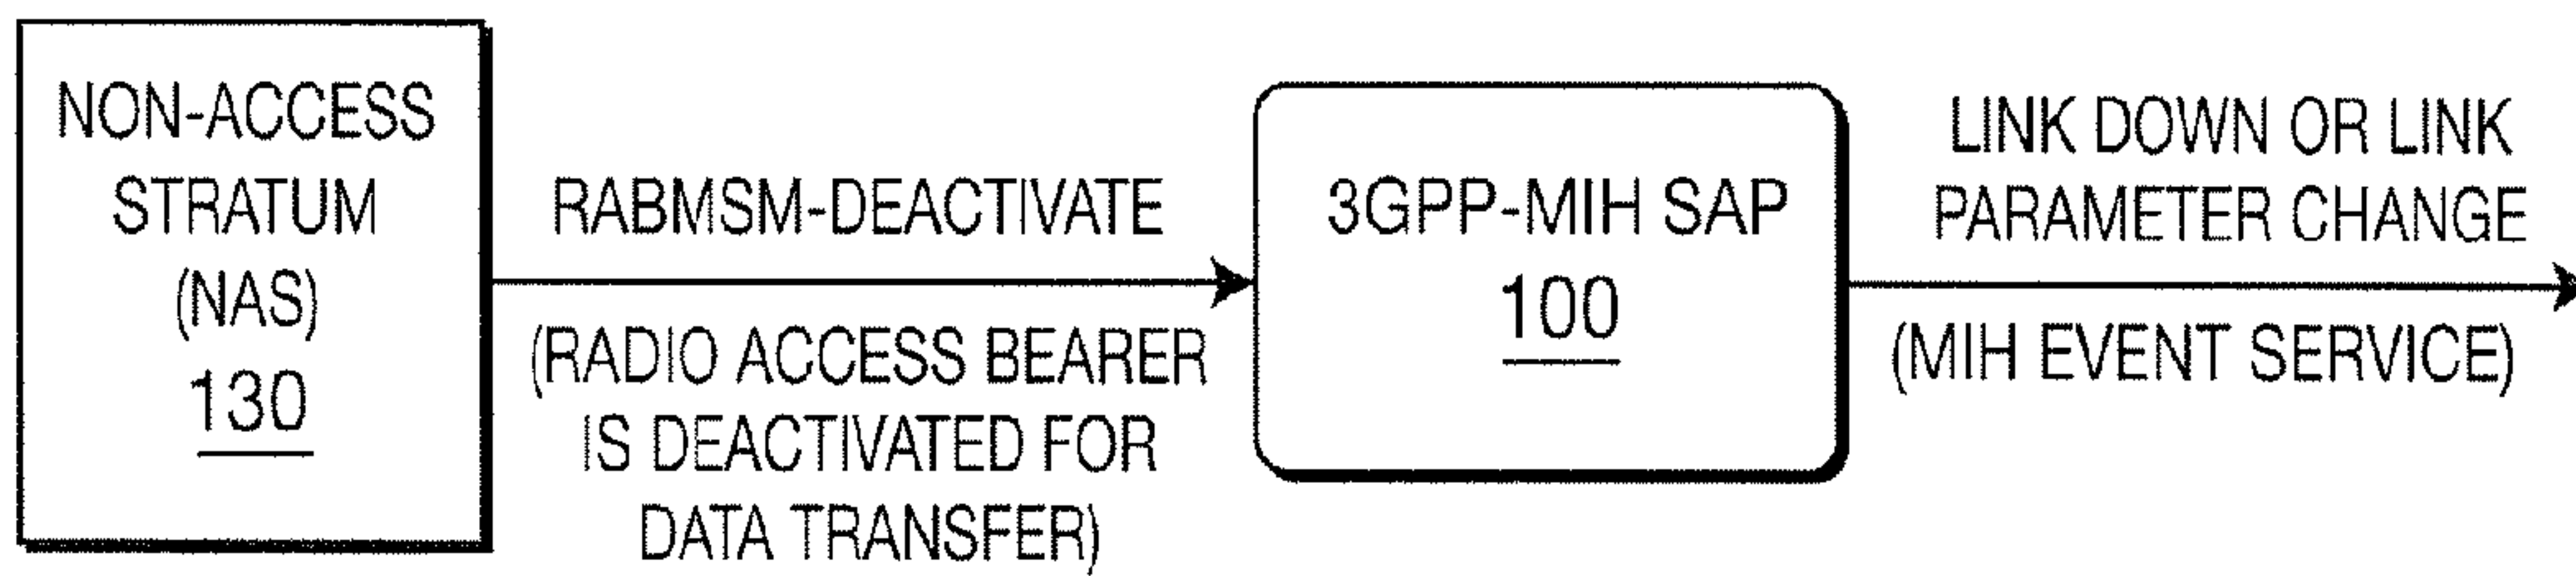 NON-ACCESS
STRATUM
(NAS)
130
RABMSM-DEACTIVATE
(RADIO ACCESS BEARER
IS DEACTIVATED FOR
DATA TRANSFER)
3GPP-MIH SAP
100
LINK DOWN OR LINK
PARAMETER CHANGE
(MIH EVENT SERVICE)